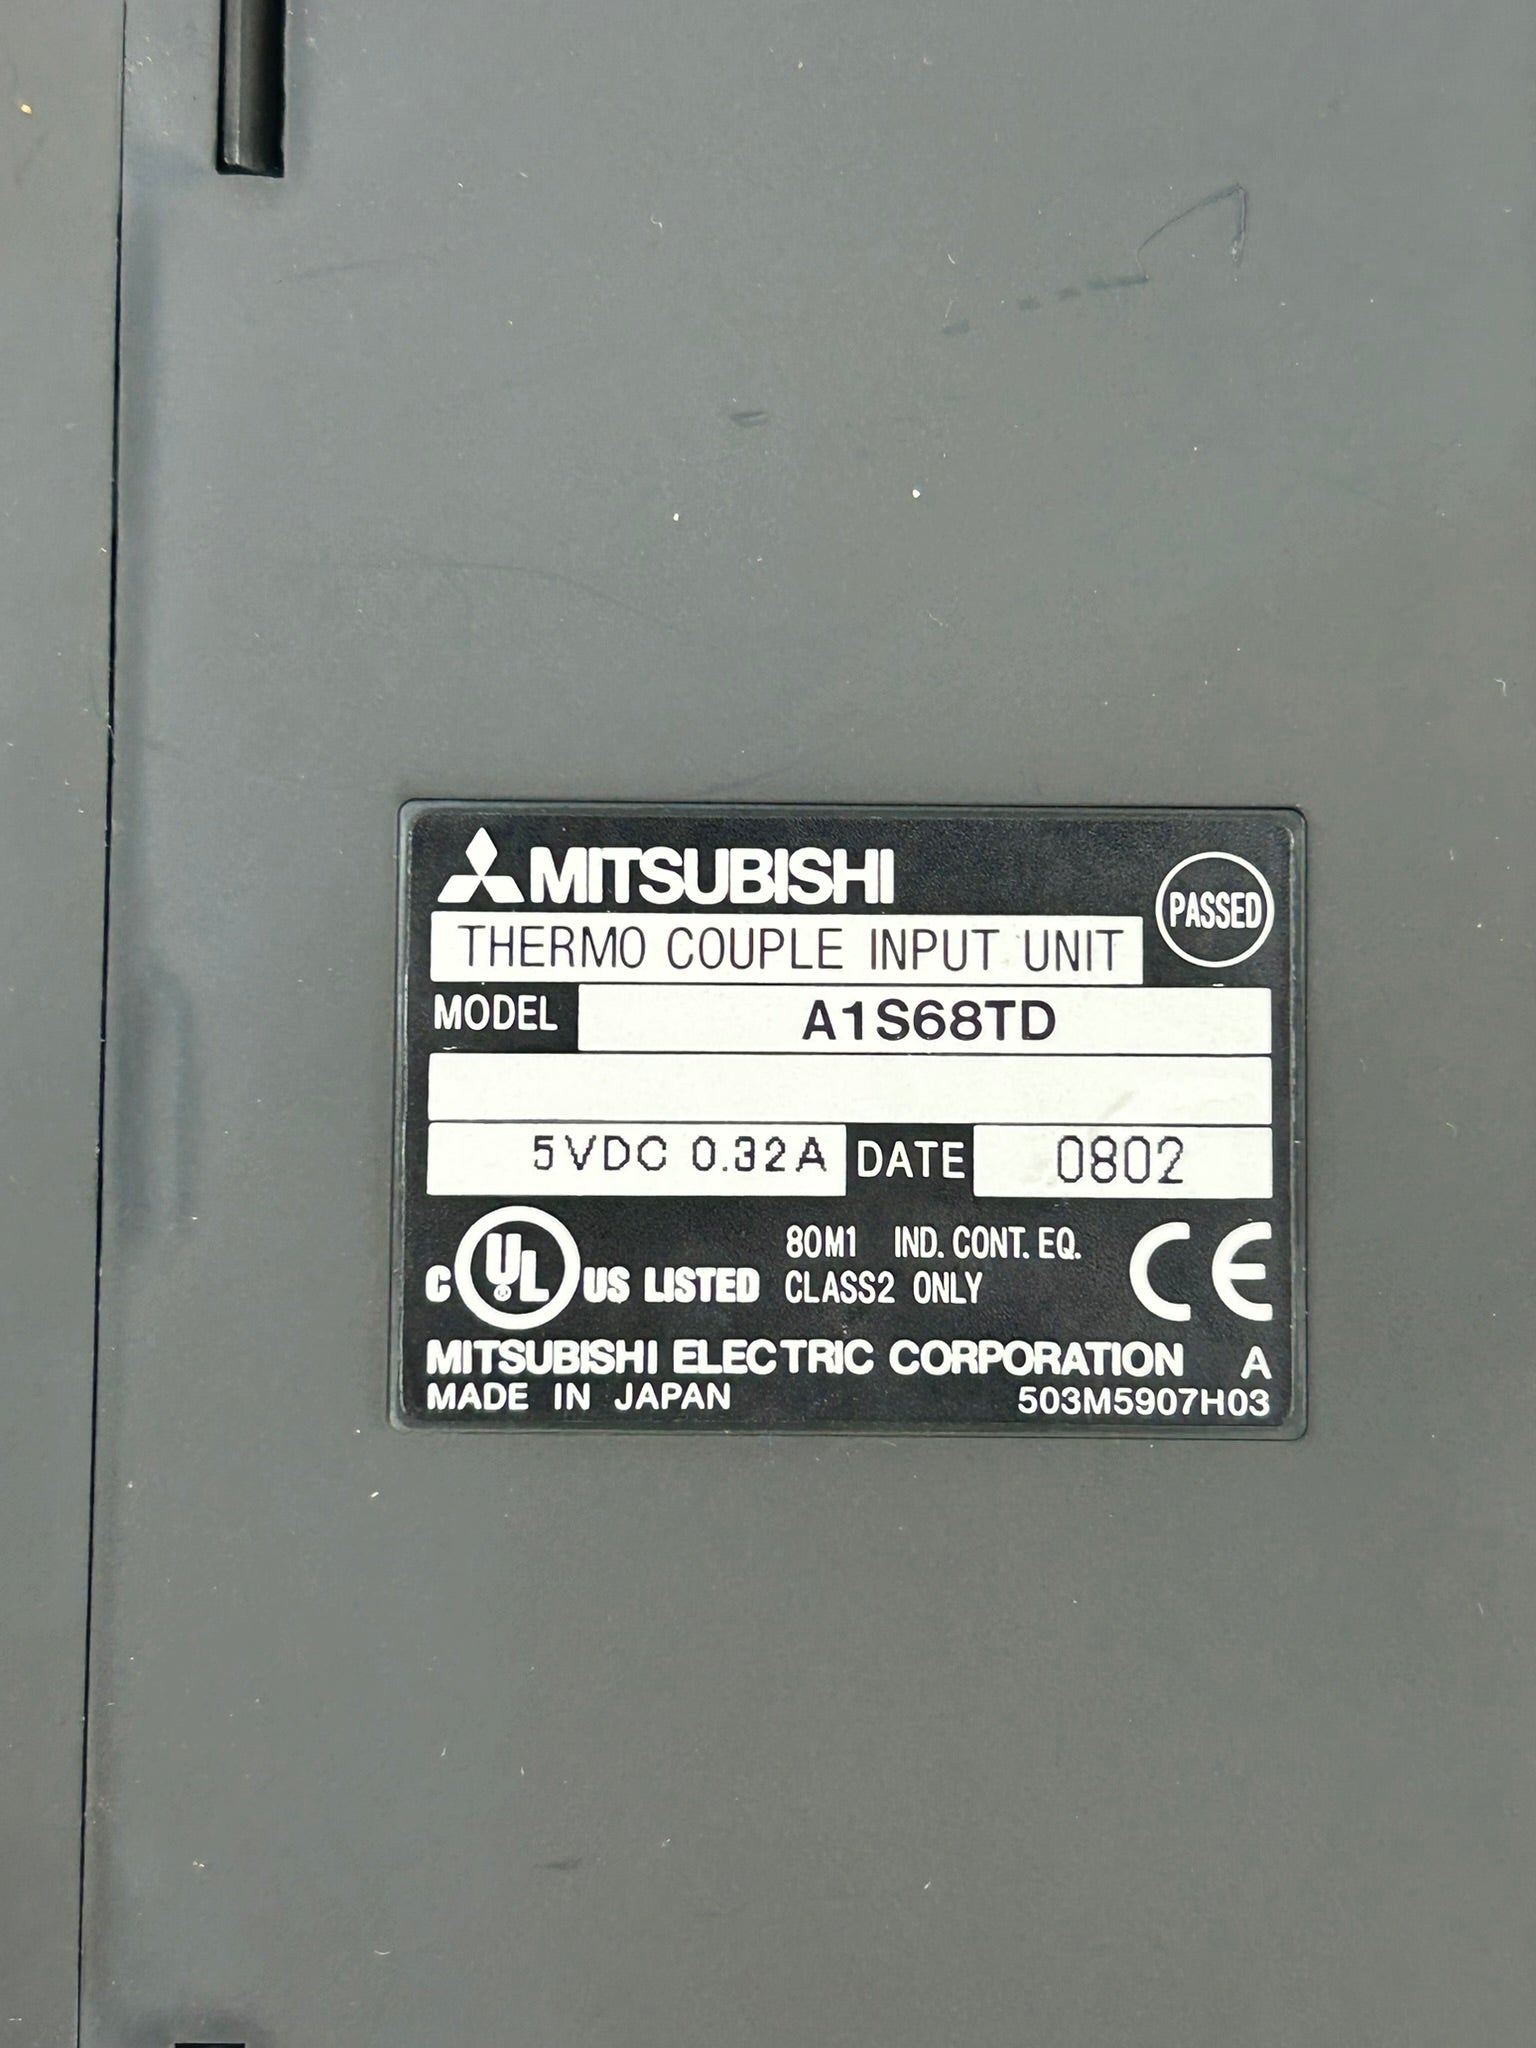 MITSUBISHI
PASSED
THERMO COUPLE INPUT UNIT
MODEL A1S68TD
5VDC 0.32A DATE 0802
C UL US LISTED 80M1 IND. CONT. EQ. CE
CLASS2 ONLY
MITSUBISHI ELECTRIC CORPORATION A
MADE IN JAPAN 503M5907H03